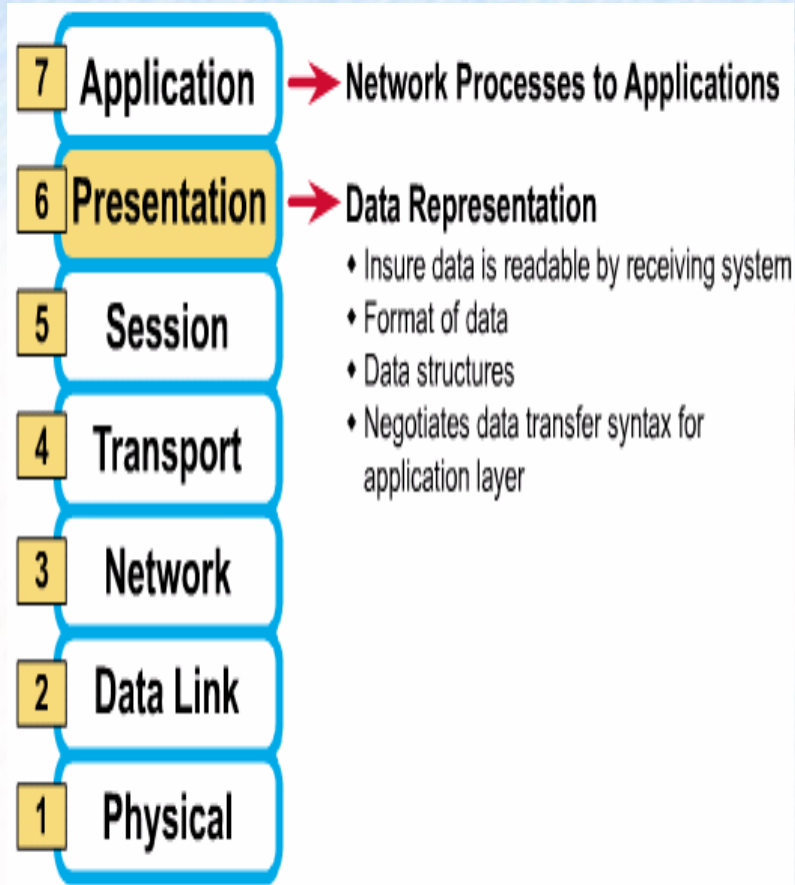 7 Application → Network Processes to Applications
6 Presentation → Data Representation
• Insure data is readable by receiving system
• Format of data
• Data structures
• Negotiates data transfer syntax for
application layer
5 Session
4 Transport
3 Network
2 Data Link
1 Physical